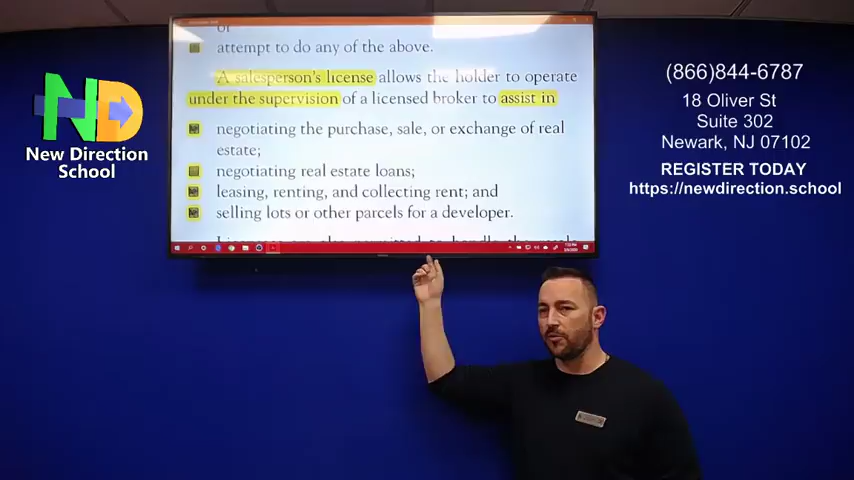 or
attempt to do any of the above.
A salesperson's license allows the holder to operate
under the supervision of a licensed broker to assist in
negotiating the purchase, sale, or exchange of real
estate;
negotiating real estate loans;
leasing, renting, and collecting rent; and
selling lots or other parcels for a developer.
ND
New Direction
School
(866)844-6787
18 Oliver St
Suite 302
Newark, NJ 07102
REGISTER TODAY
https://newdirection.school